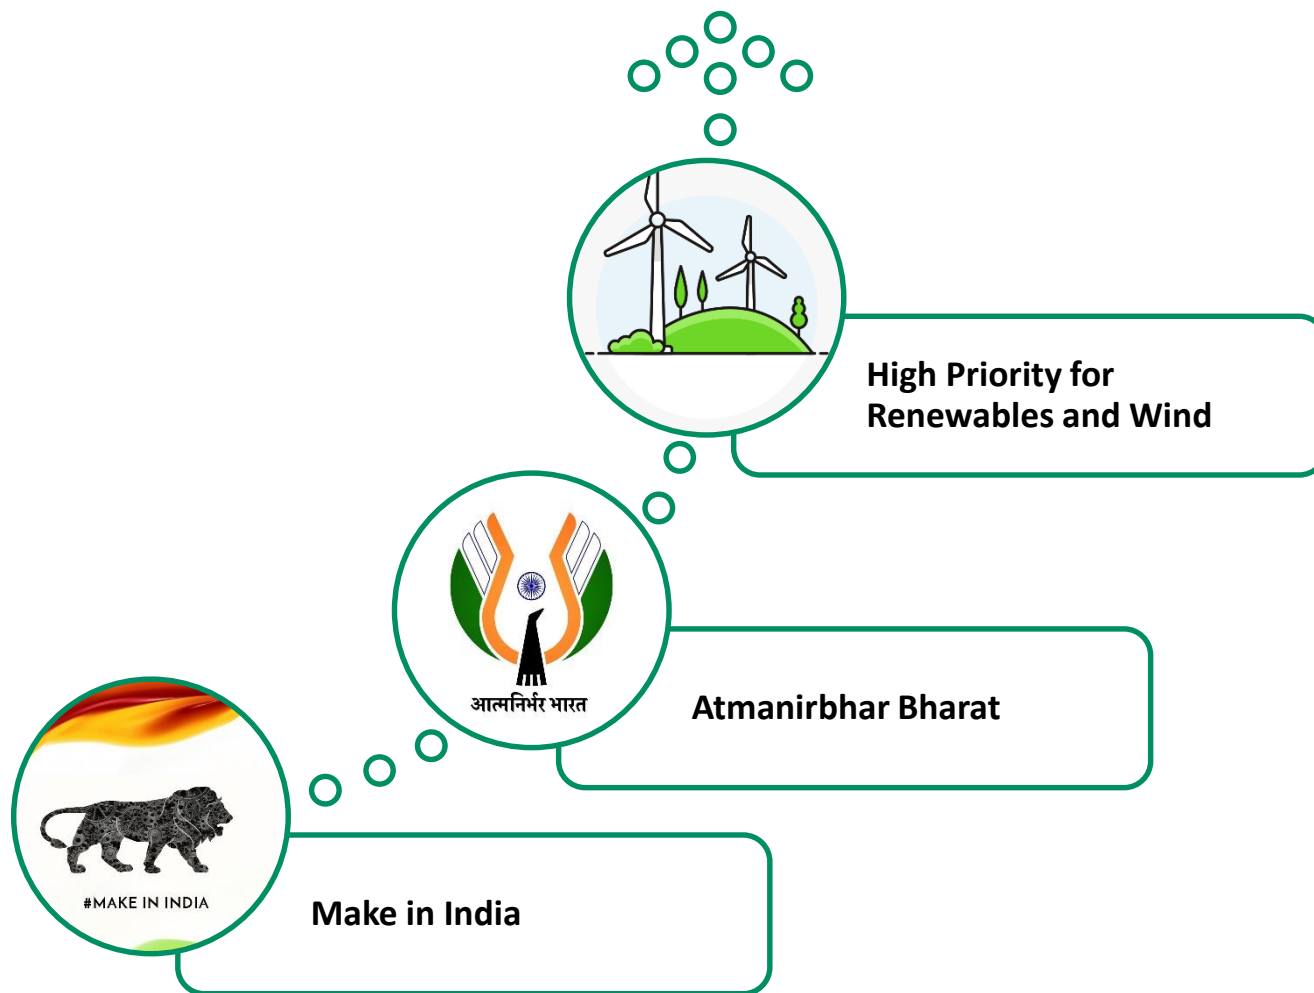 High Priority for
Renewables and Wind
आत्मनिर्भर भारत
Atmanirbhar Bharat
#MAKE IN INDIA
Make in India